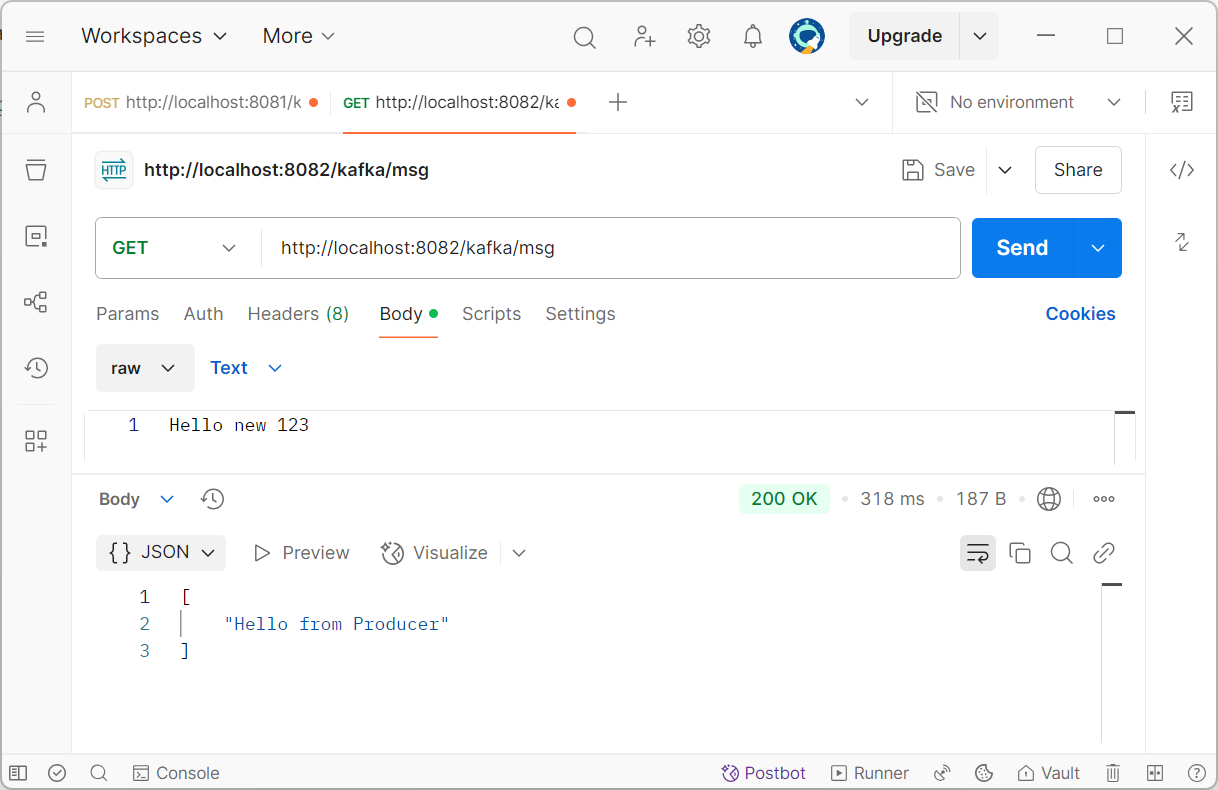 Workspaces More Upgrade
POST http://localhost:8081/k GET http://localhost:8082/ka No environment
HTTP http://localhost:8082/kafka/msg Save Share
GET http://localhost:8082/kafka/msg Send
Params Auth Headers (8) Body Scripts Settings Cookies
raw Text
1 Hello new 123
Body 200 OK 318 ms 187 B
{} JSON Preview Visualize
1 [
2 "Hello from Producer"
3 ]
Console Postbot Runner Vault